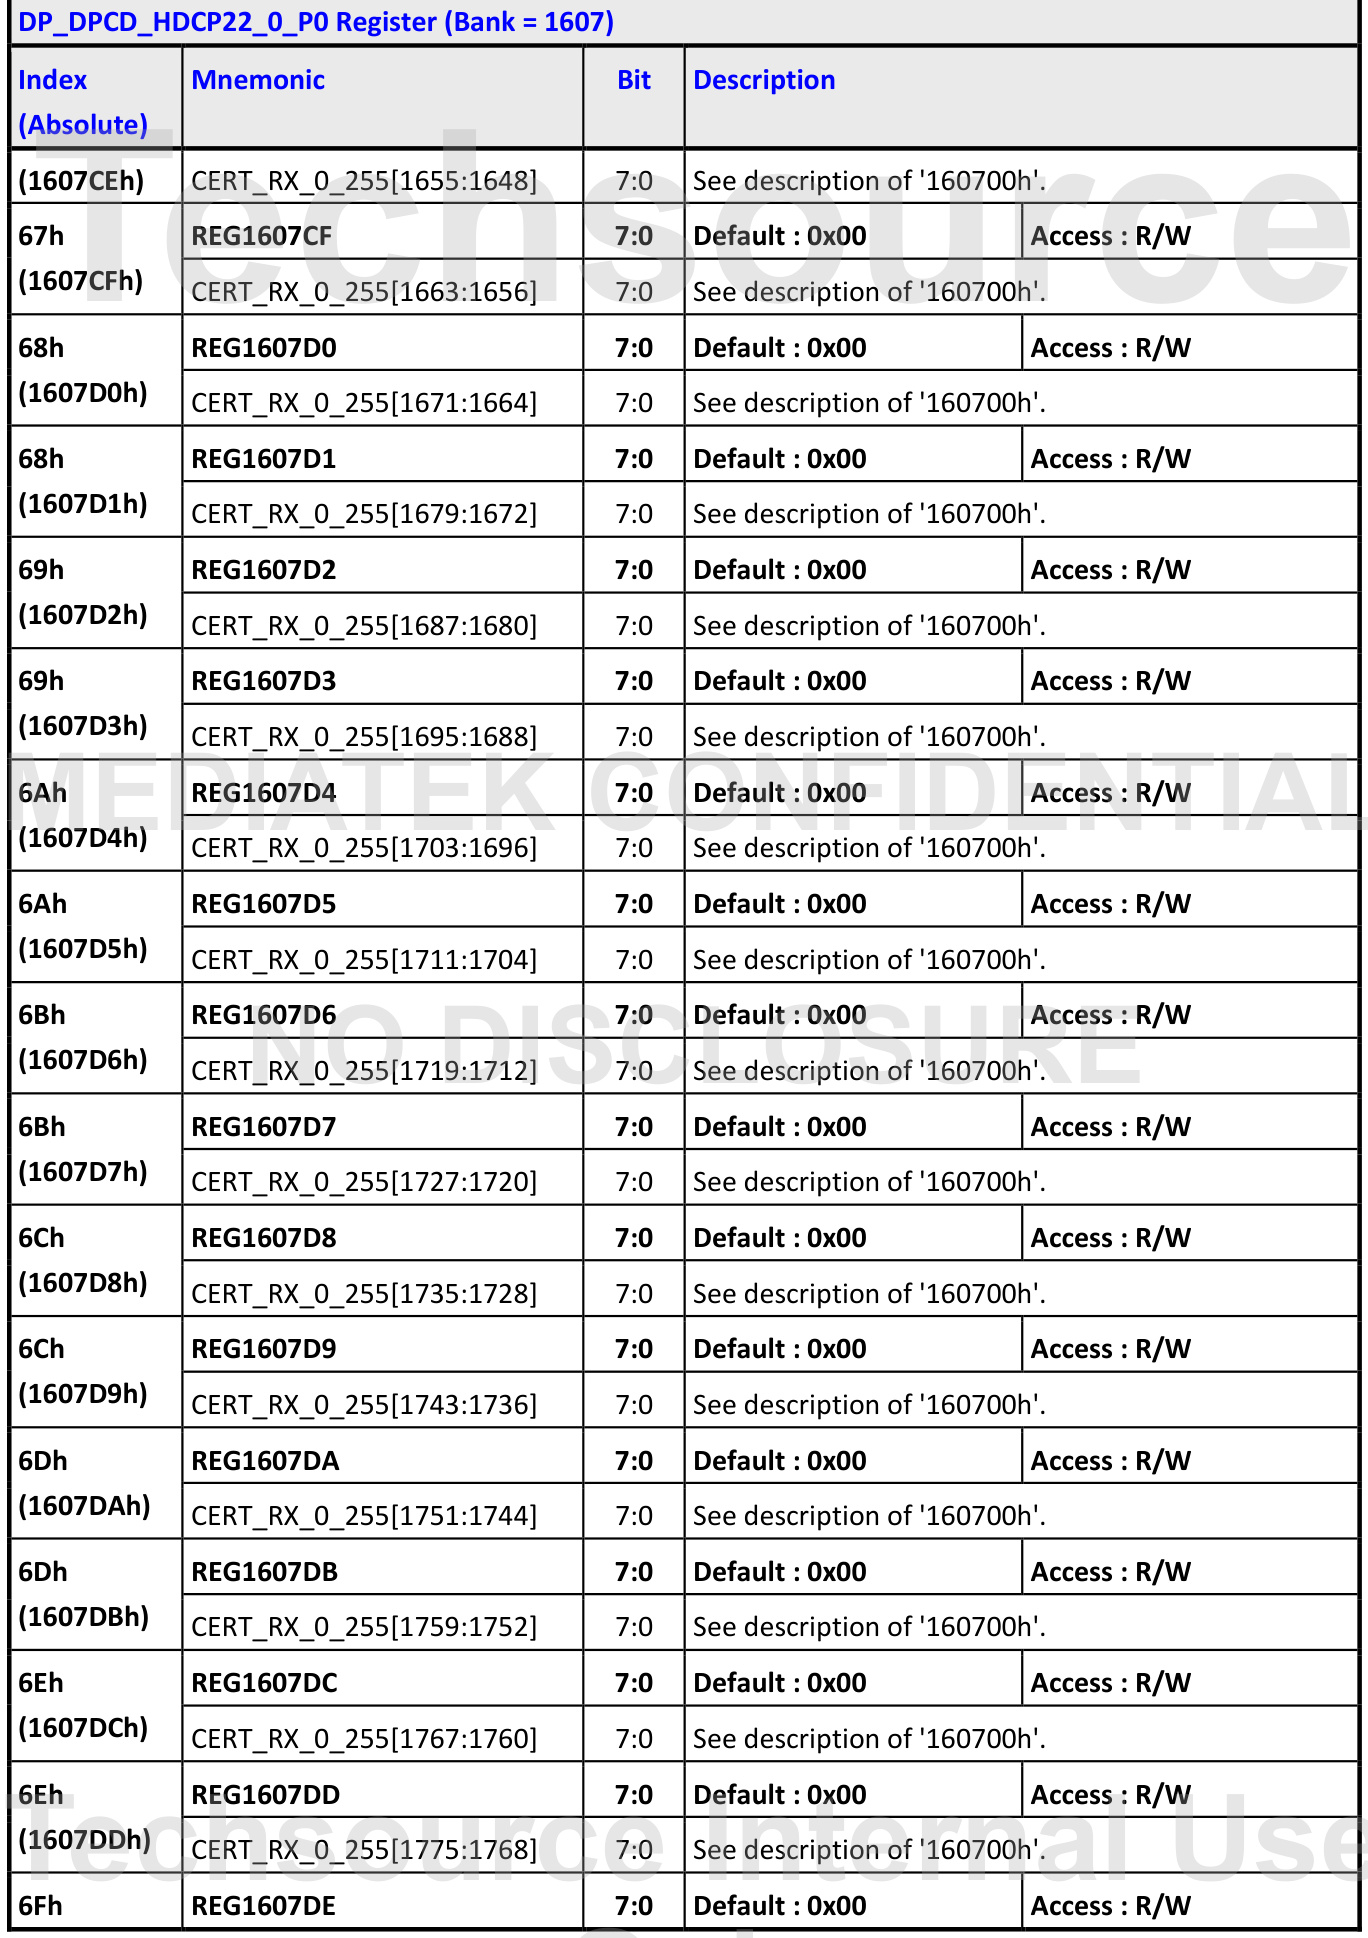 DP_DPCD_HDCP22_0_P0 Register (Bank = 1607)
Index (Absolute) Mnemonic Bit Description
(1607CEh) CERT_RX_0_255[1655:1648] 7:0 See description of '160700h'.
67h REG1607CF 7:0 Default : 0x00 Access : R/W
(1607CFh) CERT_RX_0_255[1663:1656] 7:0 See description of '160700h'.
68h REG1607D0 7:0 Default : 0x00 Access : R/W
(1607D0h) CERT_RX_0_255[1671:1664] 7:0 See description of '160700h'.
68h REG1607D1 7:0 Default : 0x00 Access : R/W
(1607D1h) CERT_RX_0_255[1679:1672] 7:0 See description of '160700h'.
69h REG1607D2 7:0 Default : 0x00 Access : R/W
(1607D2h) CERT_RX_0_255[1687:1680] 7:0 See description of '160700h'.
69h REG1607D3 7:0 Default : 0x00 Access : R/W
(1607D3h) CERT_RX_0_255[1695:1688] 7:0 See description of '160700h'.
6Ah REG1607D4 7:0 Default : 0x00 Access : R/W
(1607D4h) CERT_RX_0_255[1703:1696] 7:0 See description of '160700h'.
6Ah REG1607D5 7:0 Default : 0x00 Access : R/W
(1607D5h) CERT_RX_0_255[1711:1704] 7:0 See description of '160700h'.
6Bh REG1607D6 7:0 Default : 0x00 Access : R/W
(1607D6h) CERT_RX_0_255[1719:1712] 7:0 See description of '160700h'.
6Bh REG1607D7 7:0 Default : 0x00 Access : R/W
(1607D7h) CERT_RX_0_255[1727:1720] 7:0 See description of '160700h'.
6Ch REG1607D8 7:0 Default : 0x00 Access : R/W
(1607D8h) CERT_RX_0_255[1735:1728] 7:0 See description of '160700h'.
6Ch REG1607D9 7:0 Default : 0x00 Access : R/W
(1607D9h) CERT_RX_0_255[1743:1736] 7:0 See description of '160700h'.
6Dh REG1607DA 7:0 Default : 0x00 Access : R/W
(1607DAh) CERT_RX_0_255[1751:1744] 7:0 See description of '160700h'.
6Dh REG1607DB 7:0 Default : 0x00 Access : R/W
(1607DBh) CERT_RX_0_255[1759:1752] 7:0 See description of '160700h'.
6Eh REG1607DC 7:0 Default : 0x00 Access : R/W
(1607DCh) CERT_RX_0_255[1767:1760] 7:0 See description of '160700h'.
6Eh REG1607DD 7:0 Default : 0x00 Access : R/W
(1607DDh) CERT_RX_0_255[1775:1768] 7:0 See description of '160700h'.
6Fh REG1607DE 7:0 Default : 0x00 Access : R/W
Techsource
MEDIATEK CONFIDENTIAL
NO DISCLOSURE
Techsource Internal Use